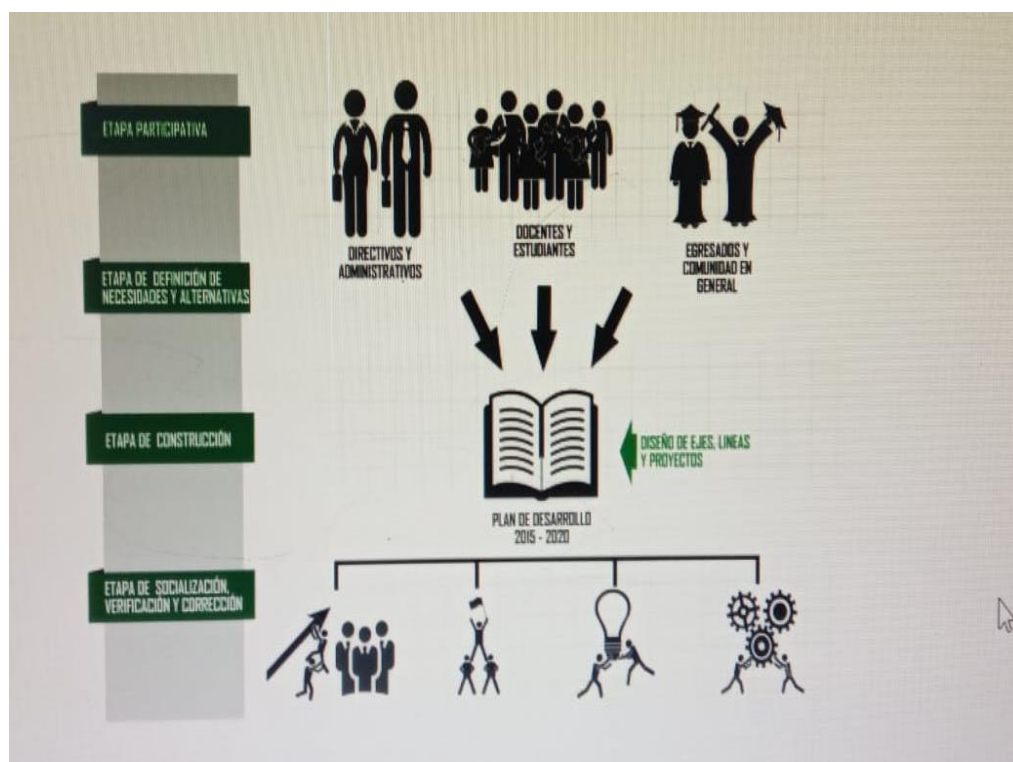 ETAPA PARTICIPATIVA
ETAPA DE DEFINICIÓN DE
NECESIDADES Y ALTERNATIVAS
ETAPA DE CONSTRUCCIÓN
ETAPA DE SOCIALIZACIÓN,
VERIFICACIÓN Y CORRECCIÓN
DIRECTIVOS Y
ADMINISTRATIVOS
DOCENTES Y
ESTUDIANTES
EGRESADOS Y
COMUNIDAD EN
GENERAL
DISEÑO DE EJES, LINEAS
Y PROYECTOS
PLAN DE DESARROLLO
2015 - 2020